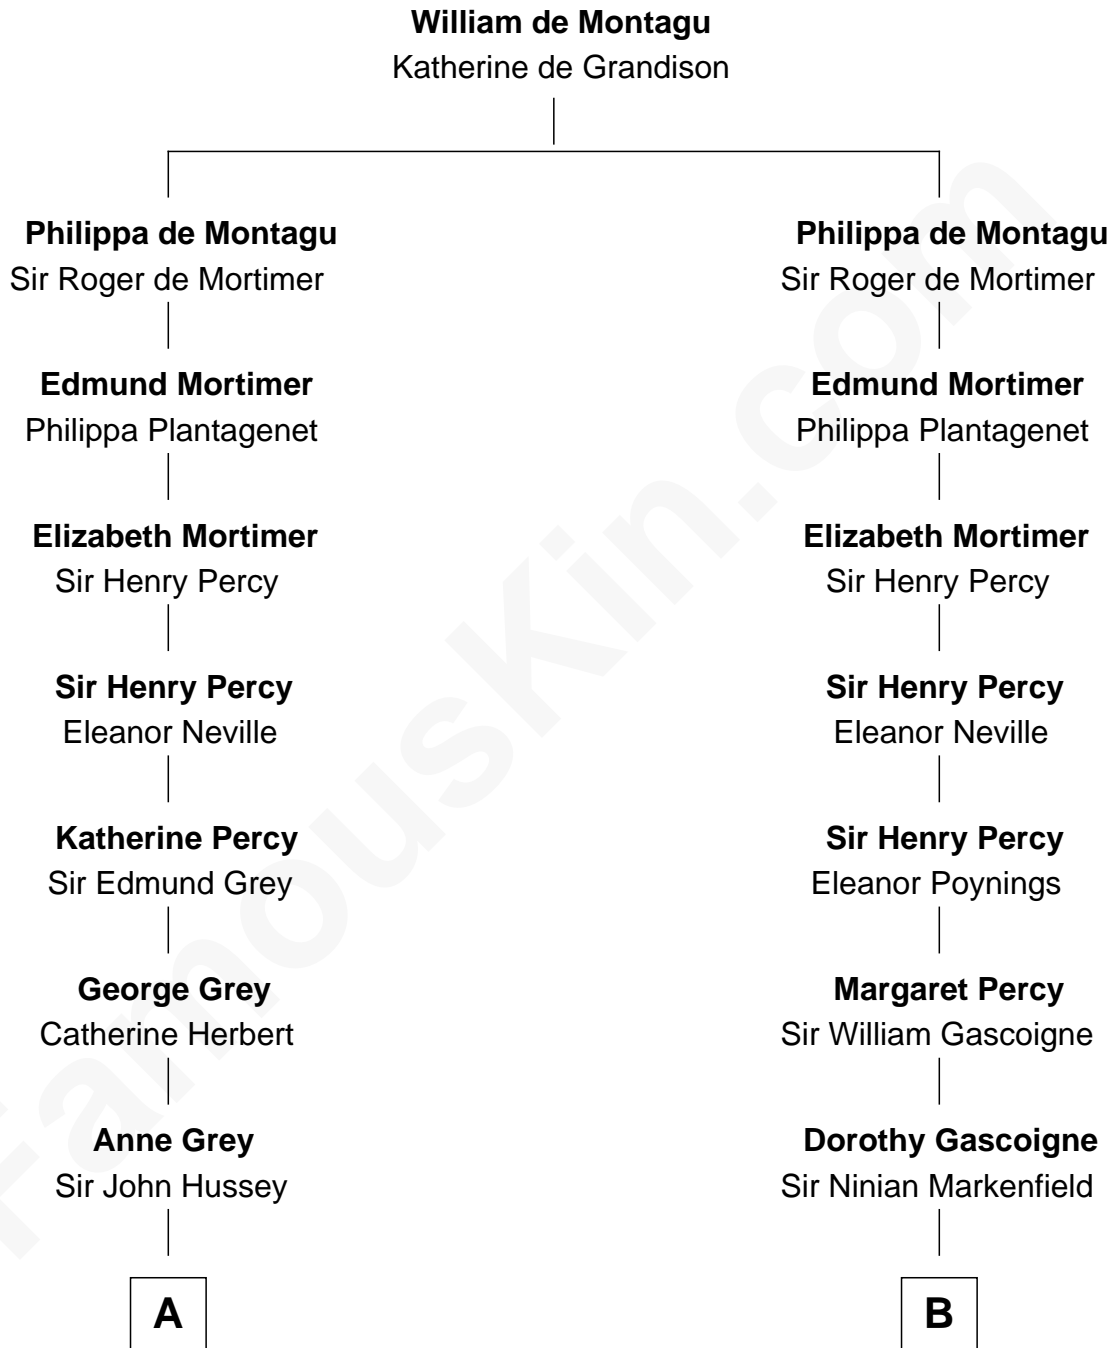 William de Montagu
Katherine de Grandison
Philippa de Montagu
Sir Roger de Mortimer
Edmund Mortimer
Philippa Plantagenet
Elizabeth Mortimer
Sir Henry Percy
Sir Henry Percy
Eleanor Neville
Katherine Percy
Sir Edmund Grey
George Grey
Catherine Herbert
Anne Grey
Sir John Hussey
A
Philippa de Montagu
Sir Roger de Mortimer
Edmund Mortimer
Philippa Plantagenet
Elizabeth Mortimer
Sir Henry Percy
Sir Henry Percy
Eleanor Neville
Sir Henry Percy
Eleanor Poynings
Margaret Percy
Sir William Gascoigne
Dorothy Gascoigne
Sir Ninian Markenfield
B
FamousKin.com